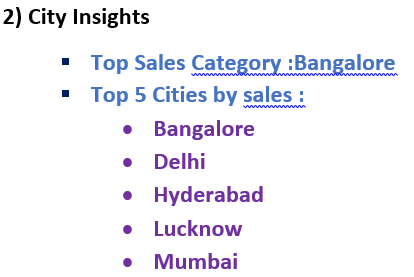 2) City Insights
▪ Top Sales Category :Bangalore
▪ Top 5 Cities by sales :
• Bangalore
• Delhi
• Hyderabad
• Lucknow
• Mumbai